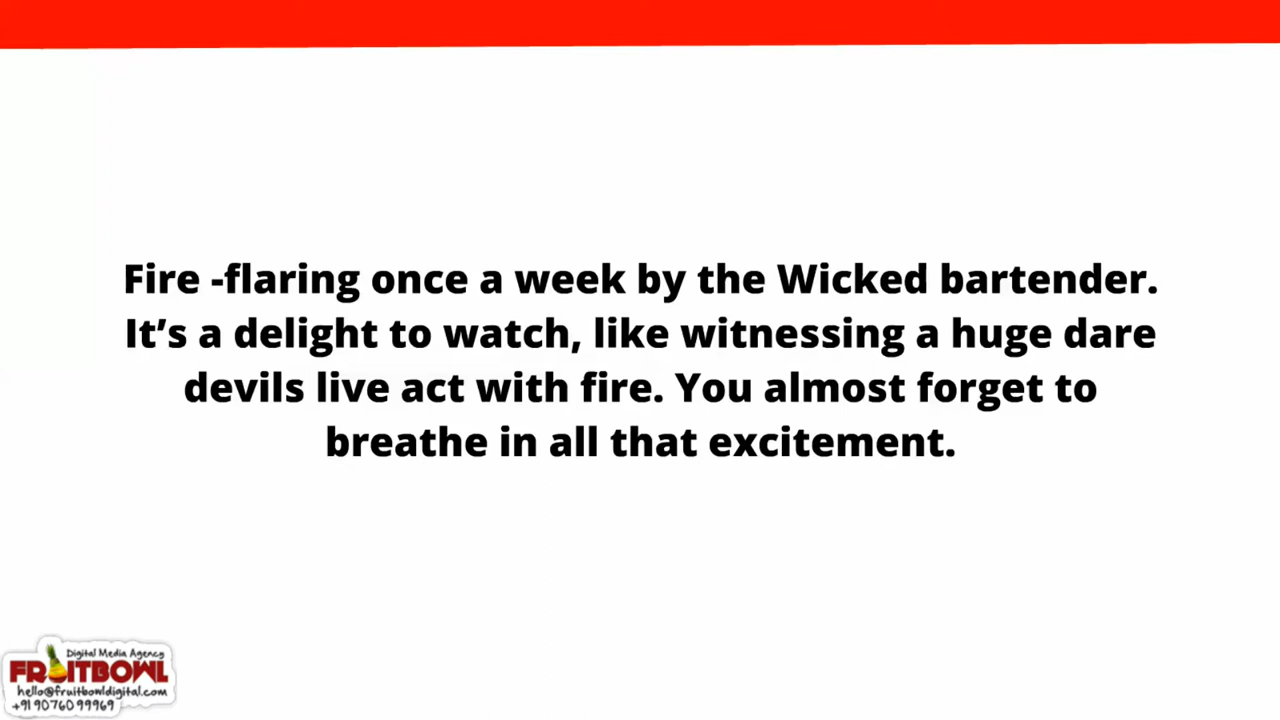 Fire -flaring once a week by the Wicked bartender.
It’s a delight to watch, like witnessing a huge dare
devils live act with fire. You almost forget to
breathe in all that excitement.
Digital Media Agency
FRUITBOWL
hello@fruitbowldigital.com
+91 90760 99969